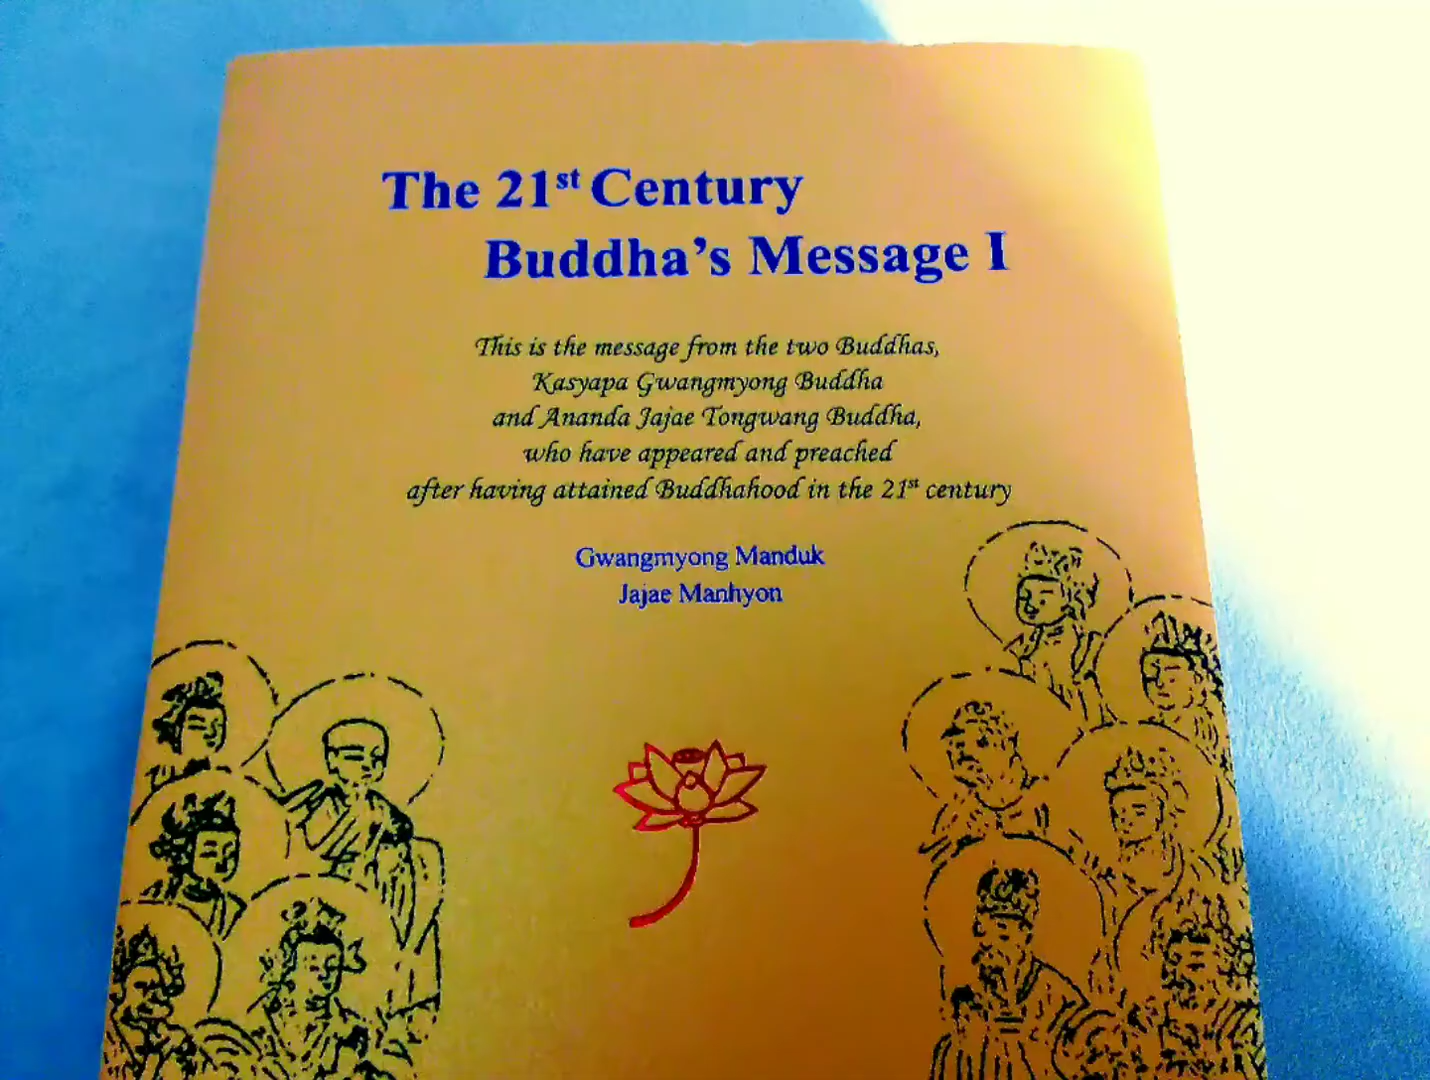 The 21st Century
Buddha's Message I
This is the message from the two Buddhas,
Kasyapa Gwangmyong Buddha
and Ananda Jajae Tongwang Buddha,
who have appeared and preached
after having attained Buddhahood in the 21st century
Gwangmyong Manduk
Jajae Manhyon